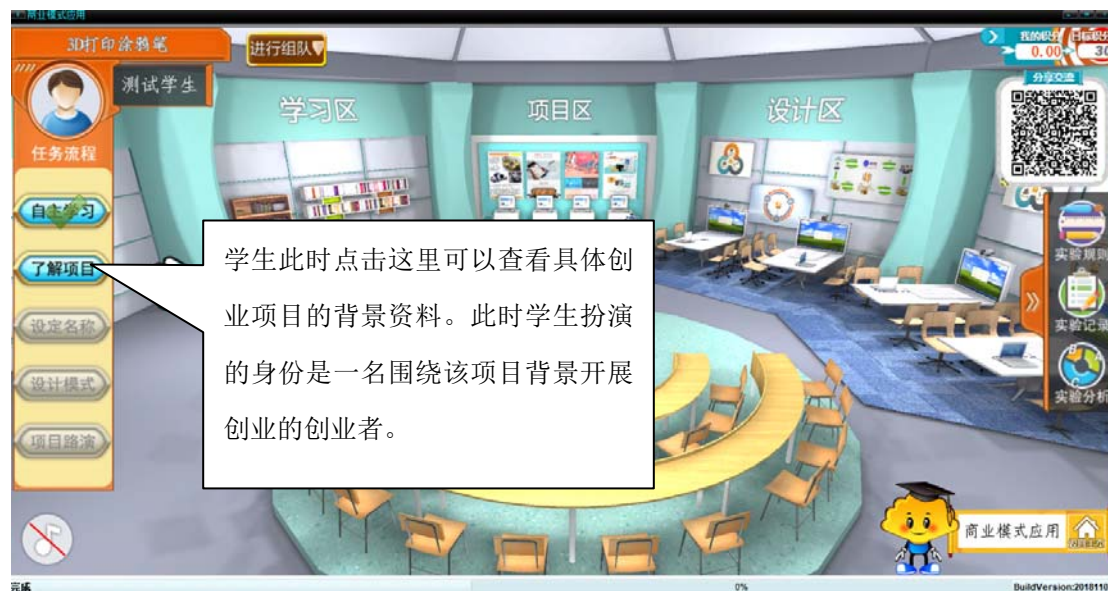 商业模式应用
3D打印涂鸦笔
进行组队
我的积分
目标积分
0.00
30
测试学生
分享交流
任务流程
学习区
项目区
设计区
自主学习
了解项目
设定名称
设计模式
项目路演
学生此时点击这里可以查看具体创
业项目的背景资料。此时学生扮演
的身份是一名围绕该项目背景开展
创业的创业者。
实验规则
实验记录
实验分析
商业模式应用
完成
0%
BuildVersion:2018110